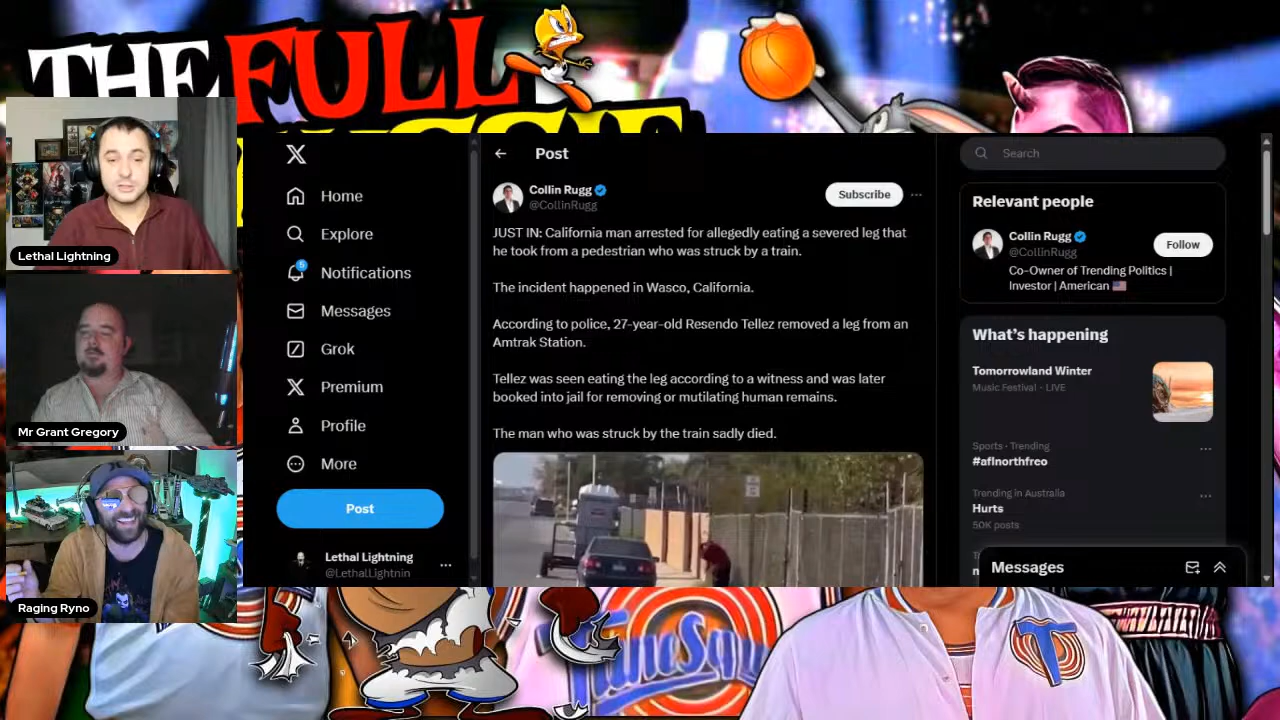 THE FULL
Lethal Lightning
Mr Grant Gregory
Raging Ryno
Home
Explore
5
Notifications
Messages
Grok
Premium
Profile
More
Post
Lethal Lightning
@LethalLightnin
Post
Collin Rugg
@CollinRugg
Subscribe
JUST IN: California man arrested for allegedly eating a severed leg that
he took from a pedestrian who was struck by a train.
The incident happened in Wasco, California.
According to police, 27-year-old Resendo Tellez removed a leg from an
Amtrak Station.
Tellez was seen eating the leg according to a witness and was later
booked into jail for removing or mutilating human remains.
The man who was struck by the train sadly died.
Search
Relevant people
Collin Rugg
@CollinRugg
Follow
Co-Owner of Trending Politics |
Investor | American
What's happening
Tomorrowland Winter
Music Festival · LIVE
Sports · Trending
#aflnorthfreo
Trending in Australia
Hurts
50K posts
Messages
T